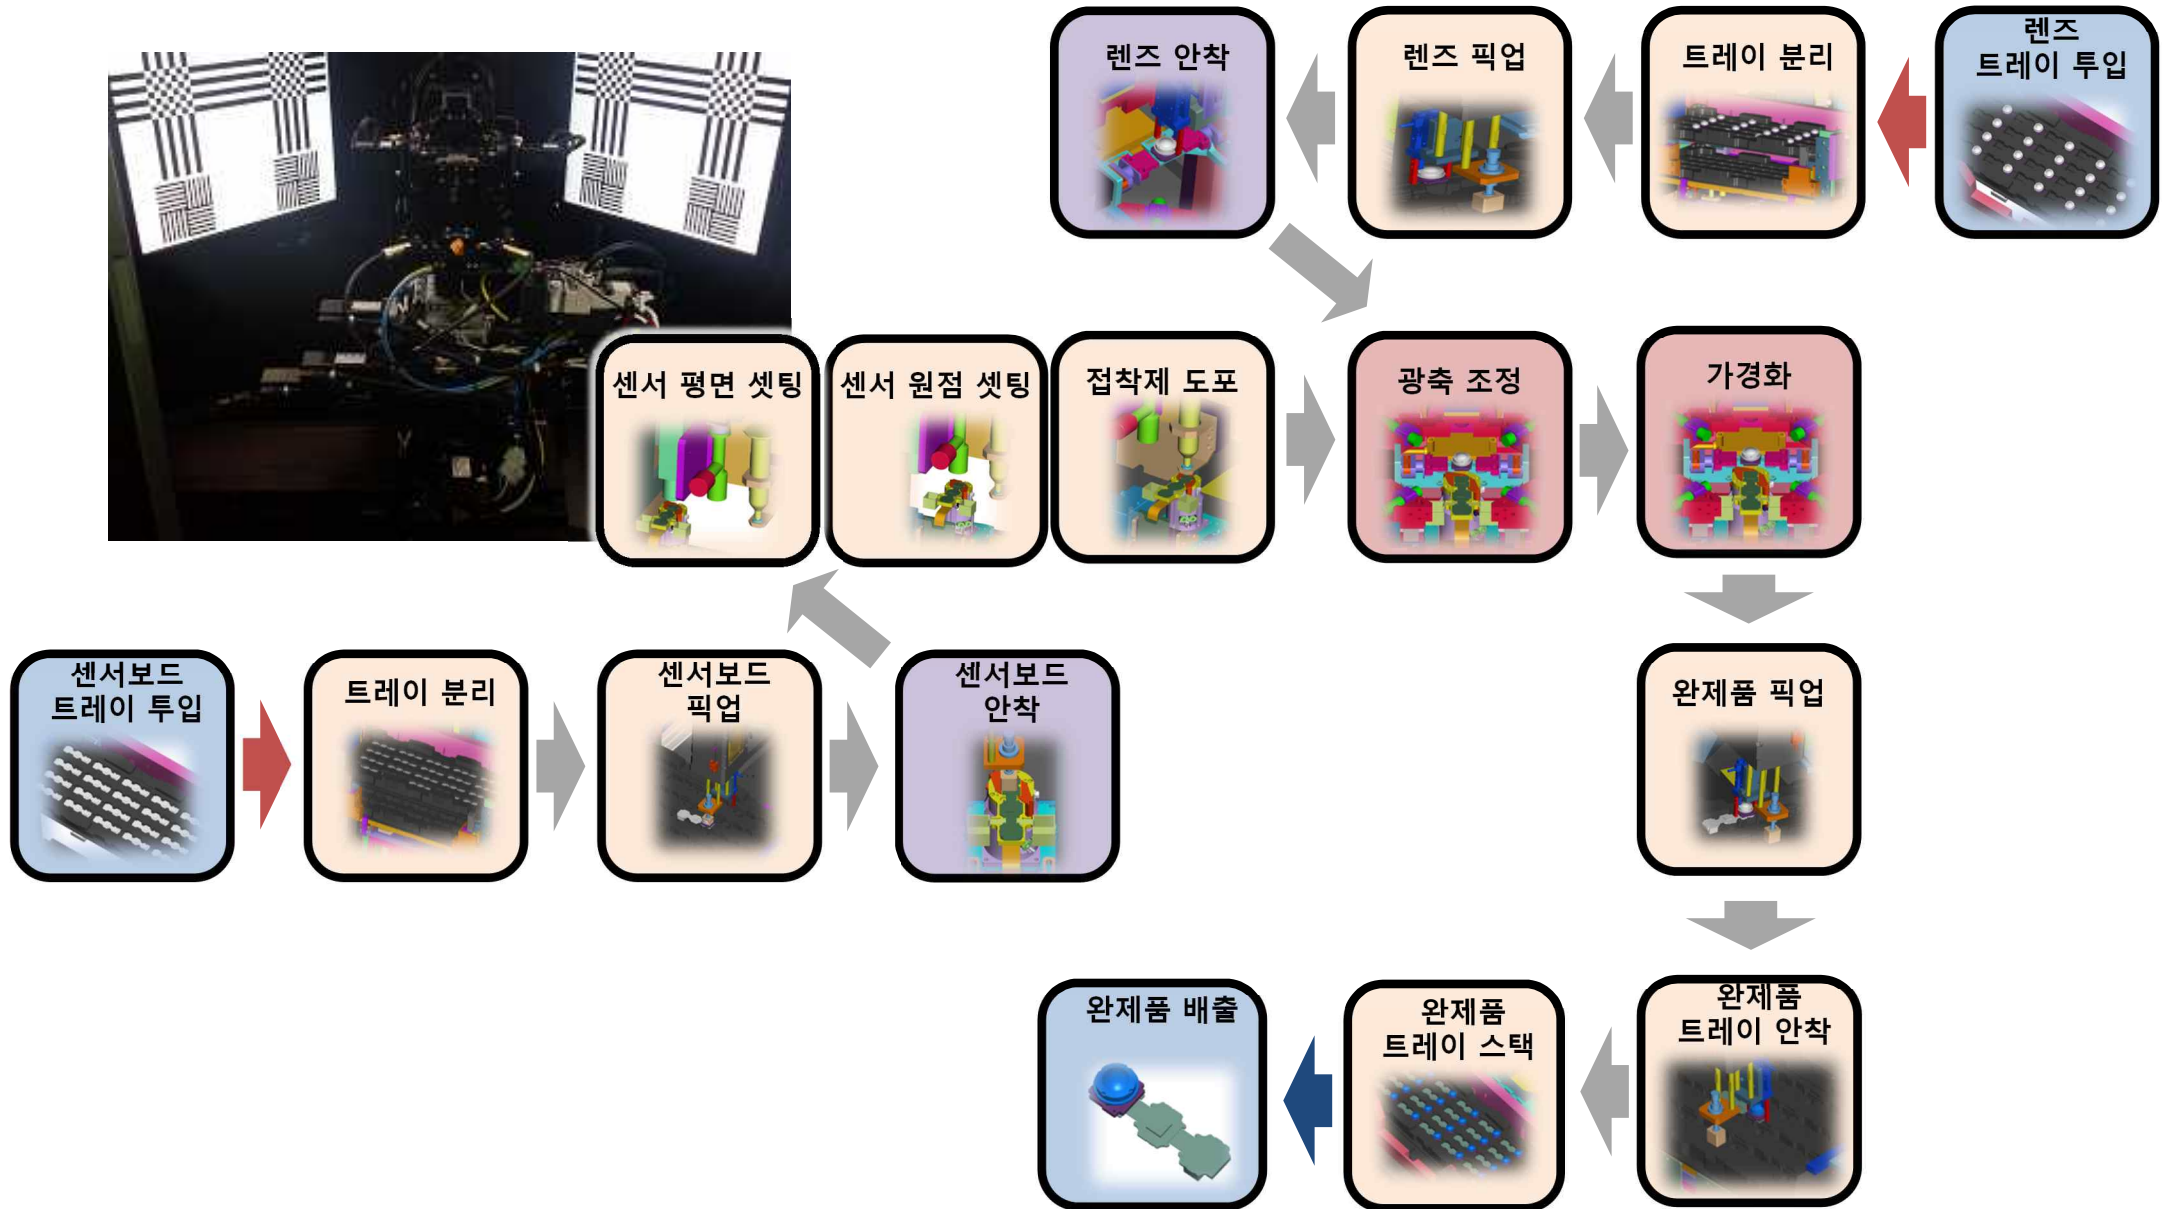 렌즈 안착
렌즈 픽업
트레이 분리
렌즈
트레이 투입
센서 평면 셋팅
센서 원점 셋팅
접착제 도포
광축 조정
가경화
센서보드
트레이 투입
트레이 분리
센서보드
픽업
센서보드
안착
완제품 픽업
완제품 배출
완제품
트레이 스택
완제품
트레이 안착